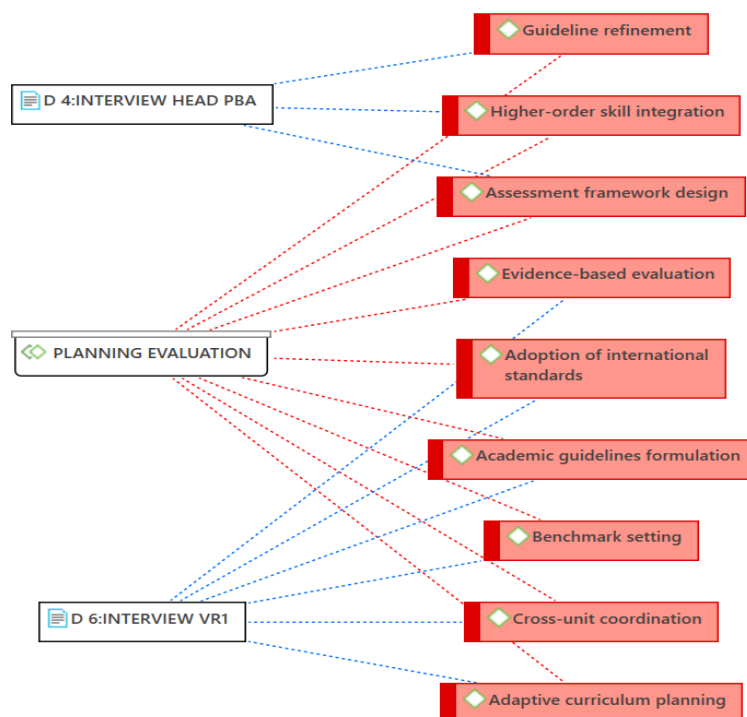 Guideline refinement
D 4:INTERVIEW HEAD PBA
Higher-order skill integration
Assessment framework design
Evidence-based evaluation
PLANNING EVALUATION
Adoption of international
standards
Academic guidelines formulation
Benchmark setting
D 6:INTERVIEW VR1
Cross-unit coordination
Adaptive curriculum planning